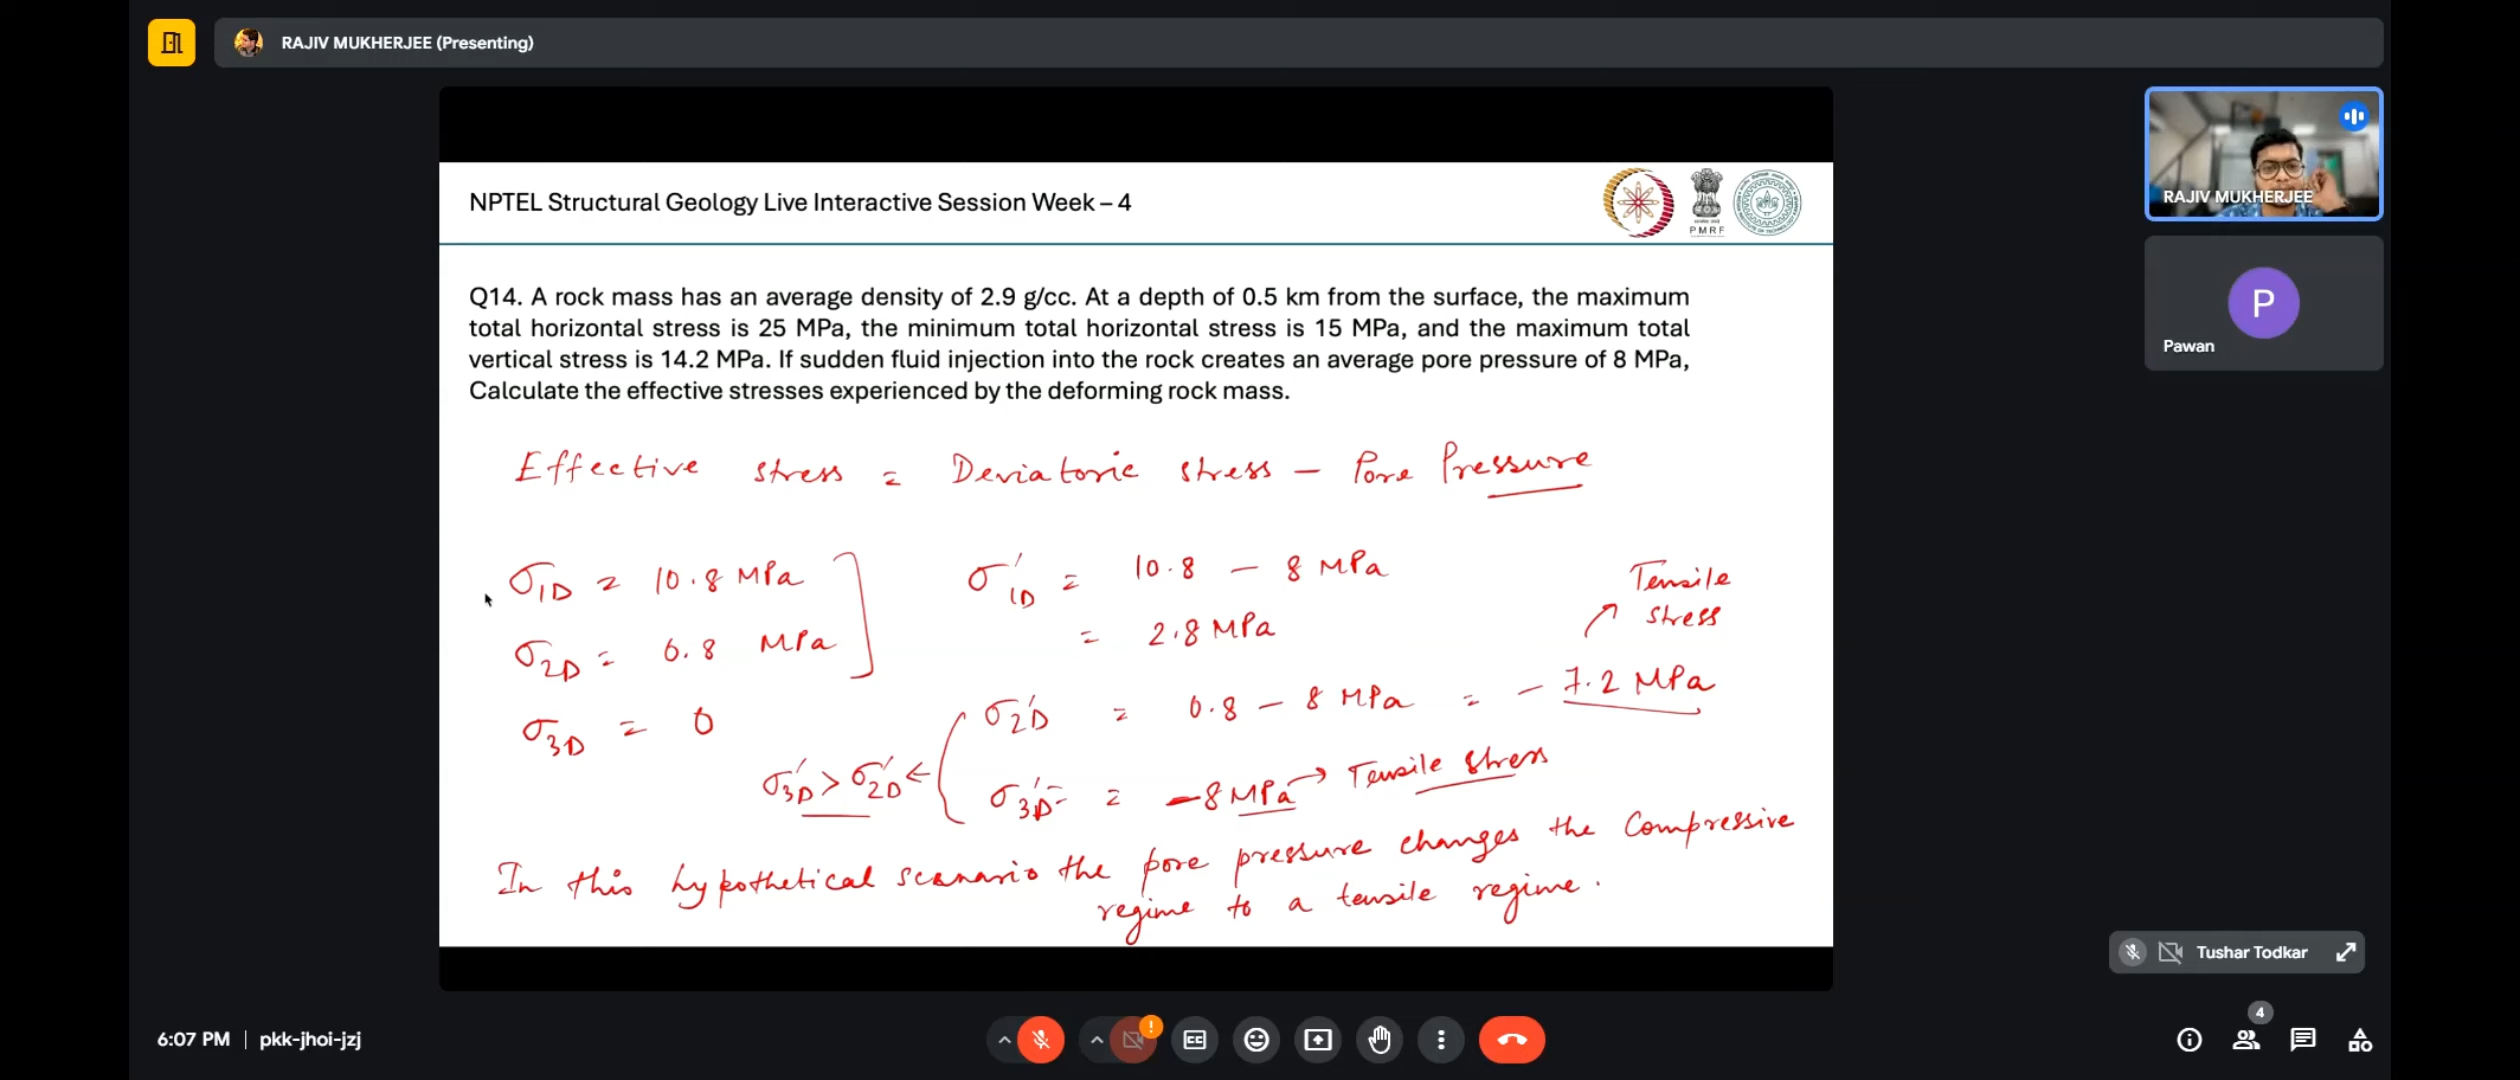 RAJIV MUKHERJEE (Presenting)
NPTEL Structural Geology Live Interactive Session Week – 4
PMRF
Q14. A rock mass has an average density of 2.9 g/cc. At a depth of 0.5 km from the surface, the maximum
total horizontal stress is 25 MPa, the minimum total horizontal stress is 15 MPa, and the maximum total
vertical stress is 14.2 MPa. If sudden fluid injection into the rock creates an average pore pressure of 8 MPa,
Calculate the effective stresses experienced by the deforming rock mass.
Effective stress = Deviatoric stress – Pore Pressure
σ1D = 10.8 MPa
σ2D = 0.8 MPa
σ3D = 0
σ'1D = 10.8 – 8 MPa
= 2.8 MPa
σ'2D = 0.8 – 8 MPa = – 7.2 MPa
Tensile
stress
σ'3D = –8 MPa → Tensile stress
σ'3D > σ'2D ←
In this hypothetical scenario the pore pressure changes the compressive
regime to a tensile regime.
RAJIV MUKHERJEE
P
Pawan
Tushar Todkar
6:07 PM | pkk-jhoi-jzj
!
CC
4